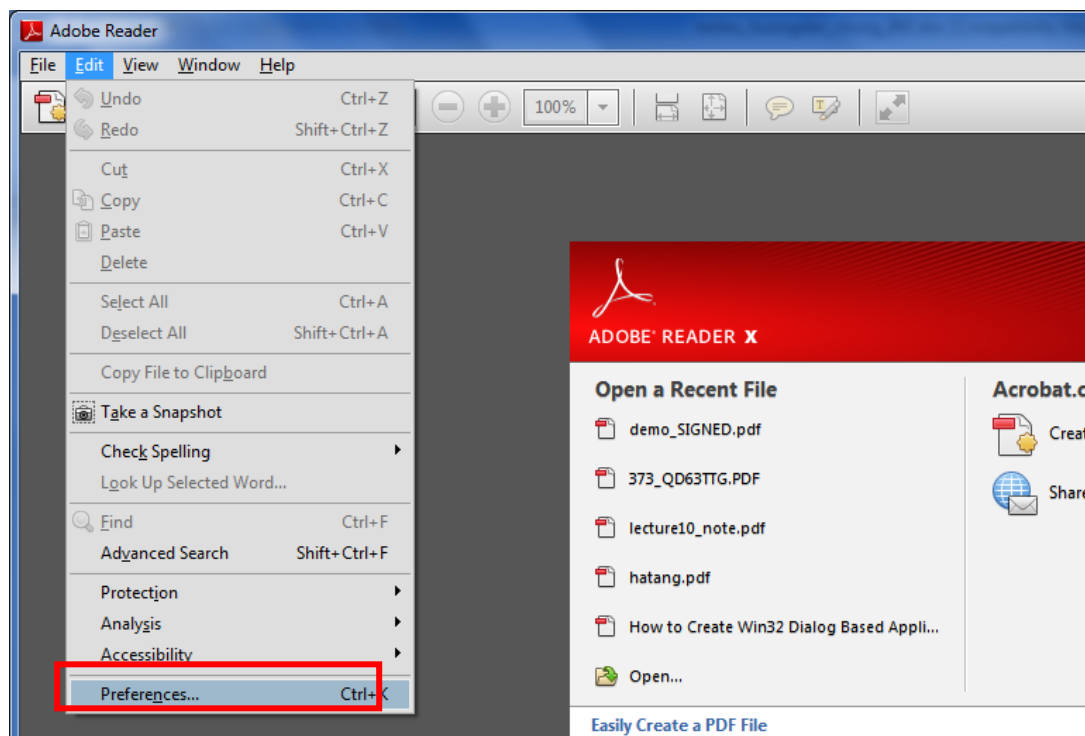 Adobe Reader
File Edit View Window Help
Undo Ctrl+Z
Redo Shift+Ctrl+Z
100%
Cut Ctrl+X
Copy Ctrl+C
Paste Ctrl+V
Delete
Select All Ctrl+A
Deselect All Shift+Ctrl+A
Copy File to Clipboard
Take a Snapshot
Check Spelling
Look Up Selected Word...
Find Ctrl+F
Advanced Search Shift+Ctrl+F
Protection
Analysis
Accessibility
Preferences... Ctrl+K
ADOBE® READER X
Open a Recent File
demo_SIGNED.pdf
373_QD63TTG.PDF
lecture10_note.pdf
hatang.pdf
How to Create Win32 Dialog Based Appli...
Open...
Easily Create a PDF File
Acrobat.c
Creat
Share